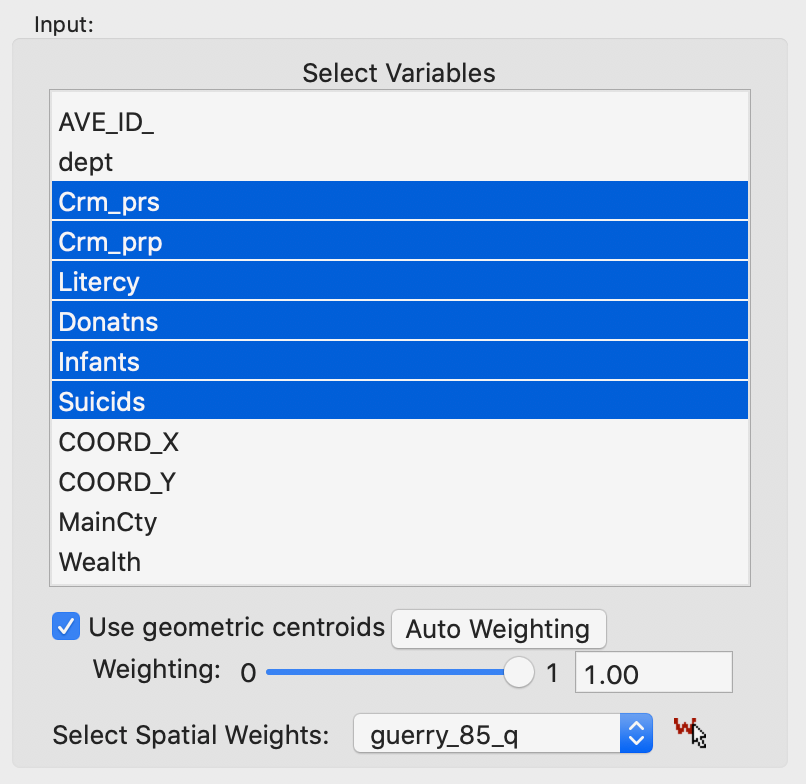 Input:
Select Variables
AVE_ID_
dept
Crm_prs
Crm_prp
Litercy
Donatns
Infants
Suicids
COORD_X
COORD_Y
MainCty
Wealth
Use geometric centroids Auto Weighting
Weighting: 0 1 1.00
Select Spatial Weights: guerry_85_q W